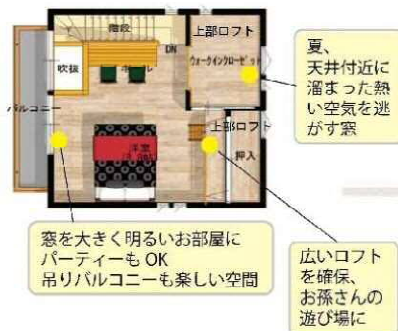 階段
DN
上部ロフト
ウォークインクローゼット
吹抜
ホール
バルコニー
上部ロフト
押入
洋室
夏、
天井付近に
溜まった熱
い空気を逃
がす窓
窓を大きく明るいお部屋に
パーティーも OK
吊りバルコニーも楽しい空間
広いロフト
を確保、
お孫さんの
遊び場に